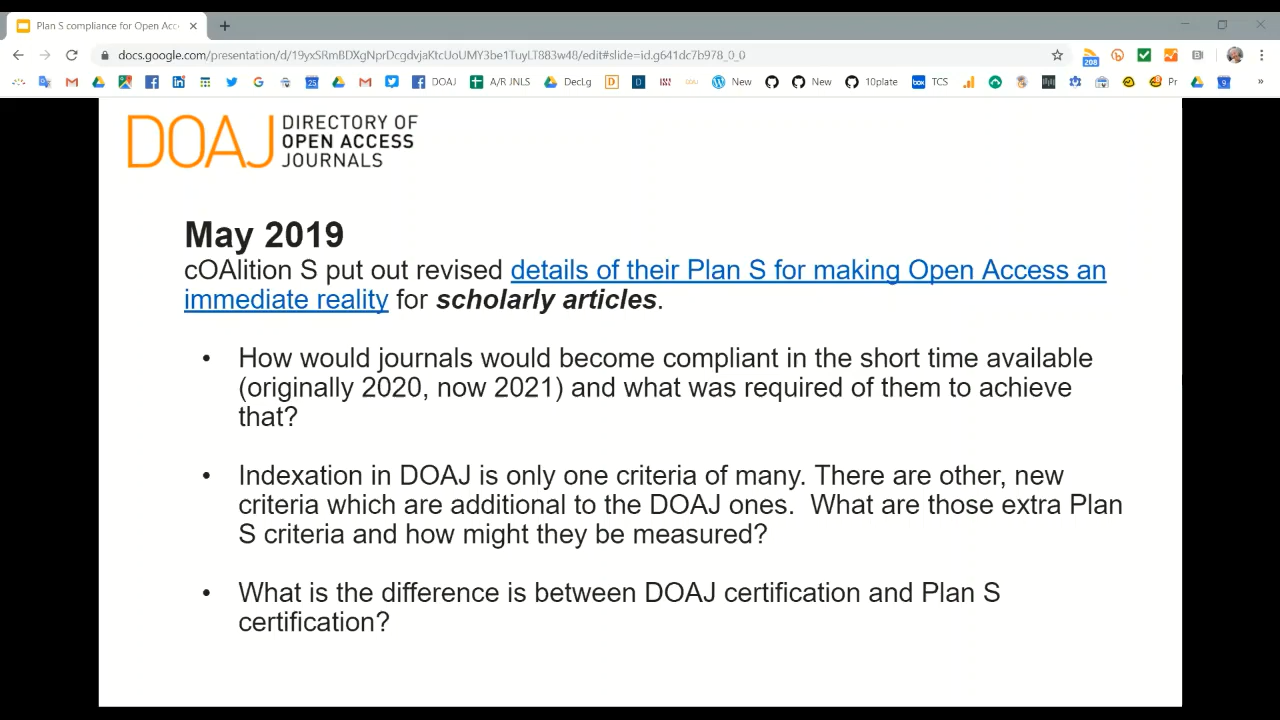 Plan S compliance for Open Acc
docs.google.com/presentation/d/19yxSRmBDXgNprDcgdvjaKtcUoUMY3be1TuyLT883w48/edit#slide=id.g641dc7b978_0_0
208
25 DOAJ A/R JNLS DecLg D D New New 10plate box TCS Pr 9
DOAJ
DIRECTORY OF
OPEN ACCESS
JOURNALS
May 2019
cOAlition S put out revised details of their Plan S for making Open Access an
immediate reality for scholarly articles.
• How would journals would become compliant in the short time available
(originally 2020, now 2021) and what was required of them to achieve
that?
• Indexation in DOAJ is only one criteria of many. There are other, new
criteria which are additional to the DOAJ ones.  What are those extra Plan
S criteria and how might they be measured?
• What is the difference is between DOAJ certification and Plan S
certification?